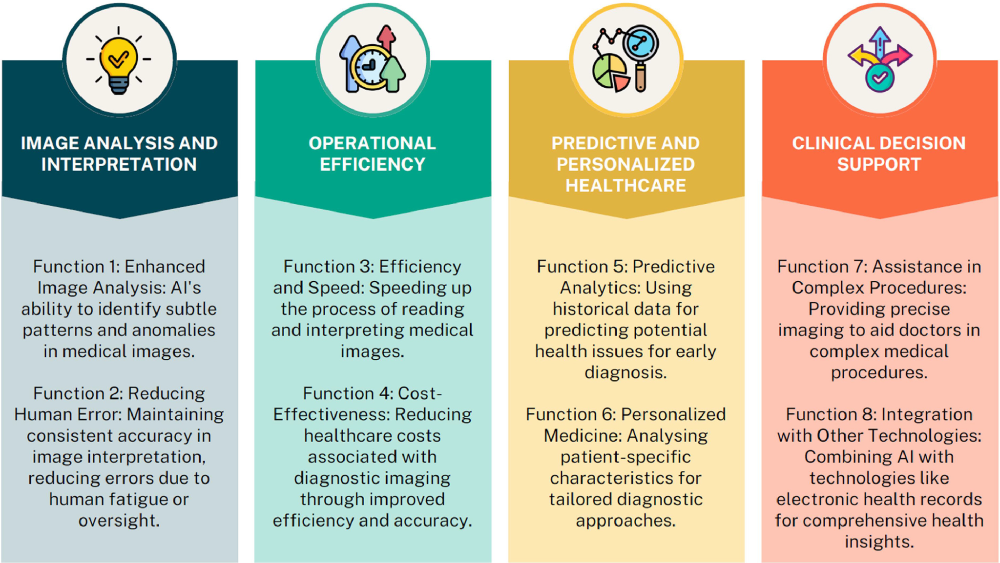 IMAGE ANALYSIS AND
INTERPRETATION
Function 1: Enhanced
Image Analysis: AI's
ability to identify subtle
patterns and anomalies
in medical images.
Function 2: Reducing
Human Error: Maintaining
consistent accuracy in
image interpretation,
reducing errors due to
human fatigue or
oversight.
OPERATIONAL
EFFICIENCY
Function 3: Efficiency
and Speed: Speeding up
the process of reading
and interpreting medical
images.
Function 4: Cost-
Effectiveness: Reducing
healthcare costs
associated with
diagnostic imaging
through improved
efficiency and accuracy.
PREDICTIVE AND
PERSONALIZED
HEALTHCARE
Function 5: Predictive
Analytics: Using
historical data for
predicting potential
health issues for early
diagnosis.
Function 6: Personalized
Medicine: Analysing
patient-specific
characteristics for
tailored diagnostic
approaches.
CLINICAL DECISION
SUPPORT
Function 7: Assistance in
Complex Procedures:
Providing precise
imaging to aid doctors in
complex medical
procedures.
Function 8: Integration
with Other Technologies:
Combining AI with
technologies like
electronic health records
for comprehensive health
insights.